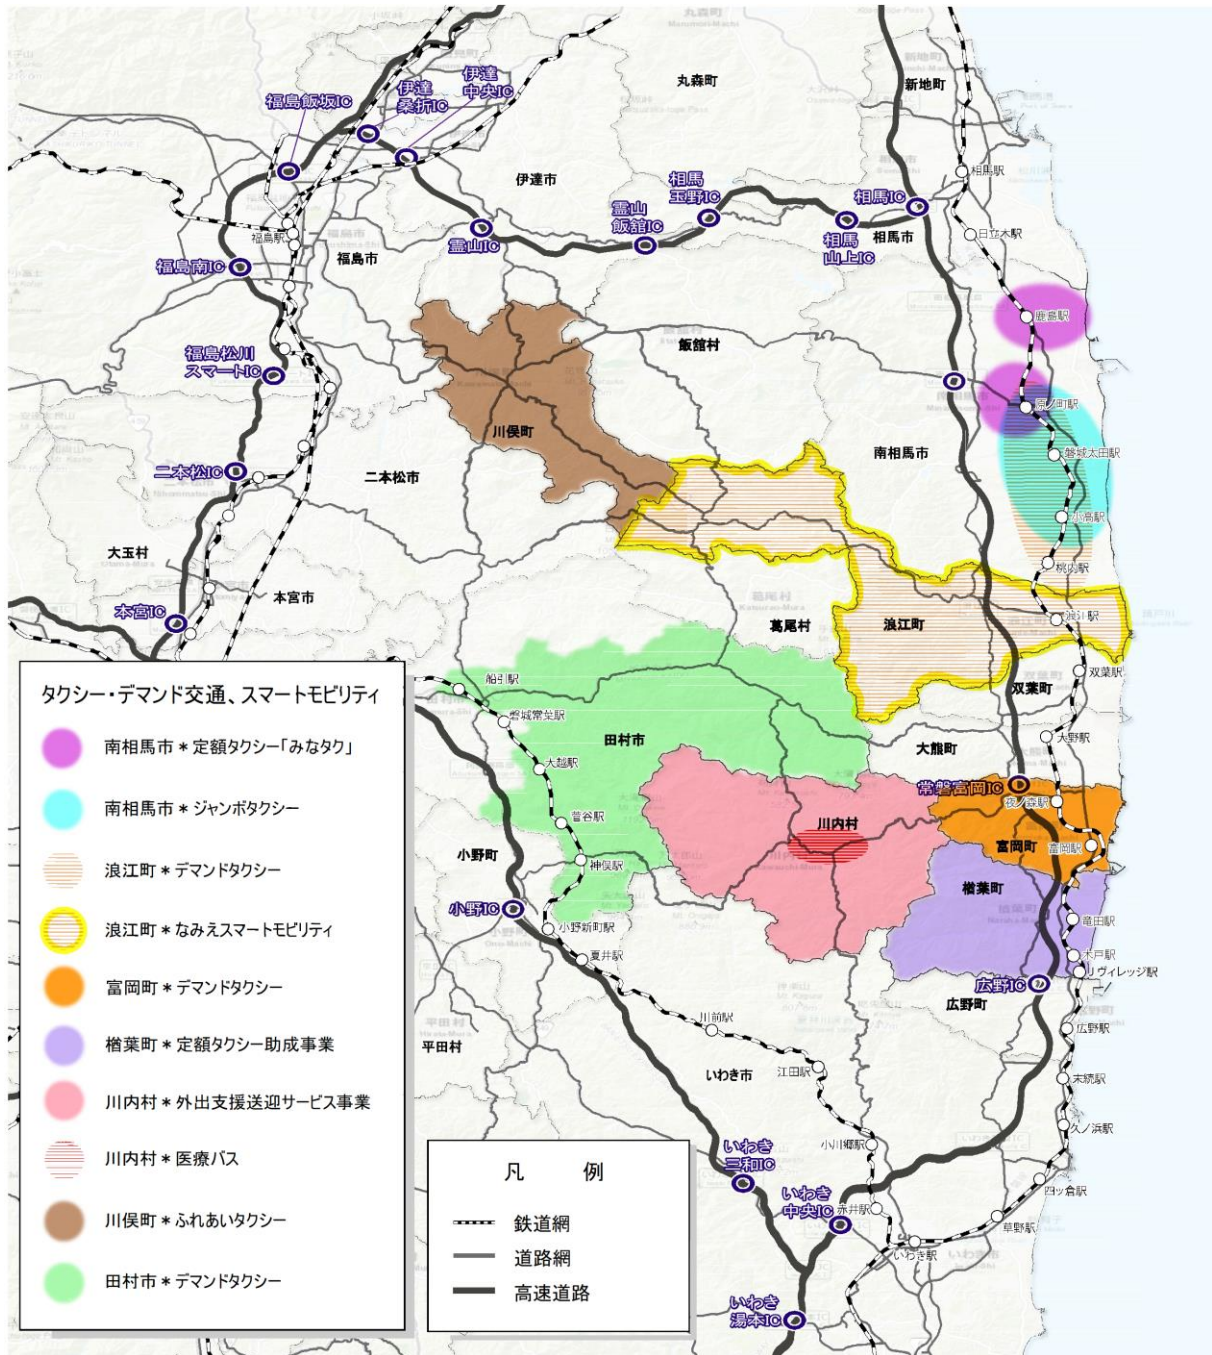 丸森町
新地町
福島飯坂IC
伊達
桑折IC
伊達
中央IC
伊達市
相馬駅
相馬
玉野IC
相馬IC
霊山
飯舘IC
霊山IC
相馬
山上IC
相馬市
日立木駅
福島駅
福島市
福島南IC
鹿島駅
飯舘村
福島松川
スマートIC
原ノ町駅
川俣町
南相馬市
磐城太田駅
二本松IC
二本松市
小高駅
大玉村
桃内駅
本宮市
本宮IC
葛尾村
浪江町
浪江駅
双葉駅
双葉町
船引駅
磐城常葉駅
田村市
大熊町
大野駅
大越駅
常磐富岡IC
夜ノ森駅
菅谷駅
川内村
小野町
富岡町
富岡駅
神俣駅
楢葉町
小野IC
竜田駅
小野新町駅
木戸駅
夏井駅
Jヴィレッジ駅
広野IC
広野町
川前駅
広野駅
平田村
いわき市
江田駅
末続駅
小川郷駅
久ノ浜駅
いわき
三和IC
いわき
中央IC
赤井駅
四ッ倉駅
草野駅
いわき駅
いわき
湯本IC
タクシー・デマンド交通、スマートモビリティ
南相馬市＊定額タクシー「みなタク」
南相馬市＊ジャンボタクシー
浪江町＊デマンドタクシー
浪江町＊なみえスマートモビリティ
富岡町＊デマンドタクシー
楢葉町＊定額タクシー助成事業
川内村＊外出支援送迎サービス事業
川内村＊医療バス
川俣町＊ふれあいタクシー
田村市＊デマンドタクシー
凡　例
鉄道網
道路網
高速道路